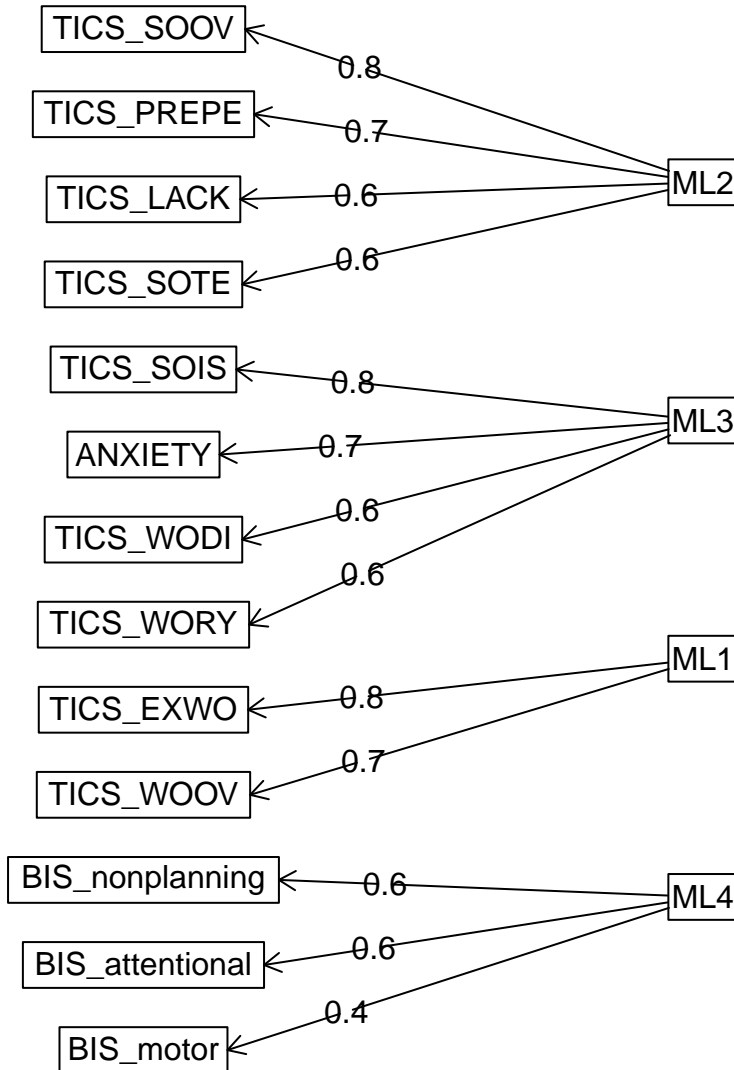 TICS_SOOV
0.8
TICS_PREPE
0.7
ML2
TICS_LACK
0.6
TICS_SOTE
0.6
TICS_SOIS
0.8
ML3
ANXIETY
0.7
TICS_WODI
0.6
TICS_WORY
0.6
ML1
TICS_EXWO
0.8
TICS_WOOV
0.7
BIS_nonplanning
0.6
ML4
BIS_attentional
0.6
BIS_motor
0.4